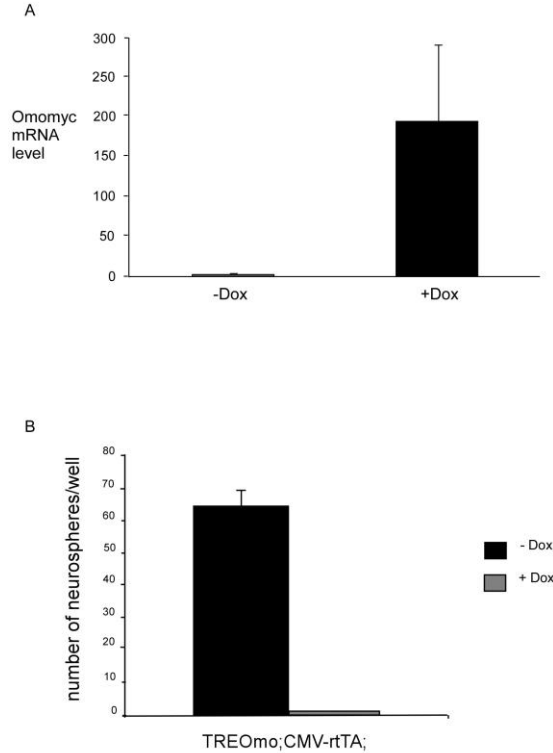 A
300
250
200
150
100
50
0
Omomyc
mRNA
level
-Dox
+Dox
B
80
70
60
50
40
30
20
10
0
number of neurospheres/well
- Dox
+ Dox
TREOmo;CMV-rtTA;